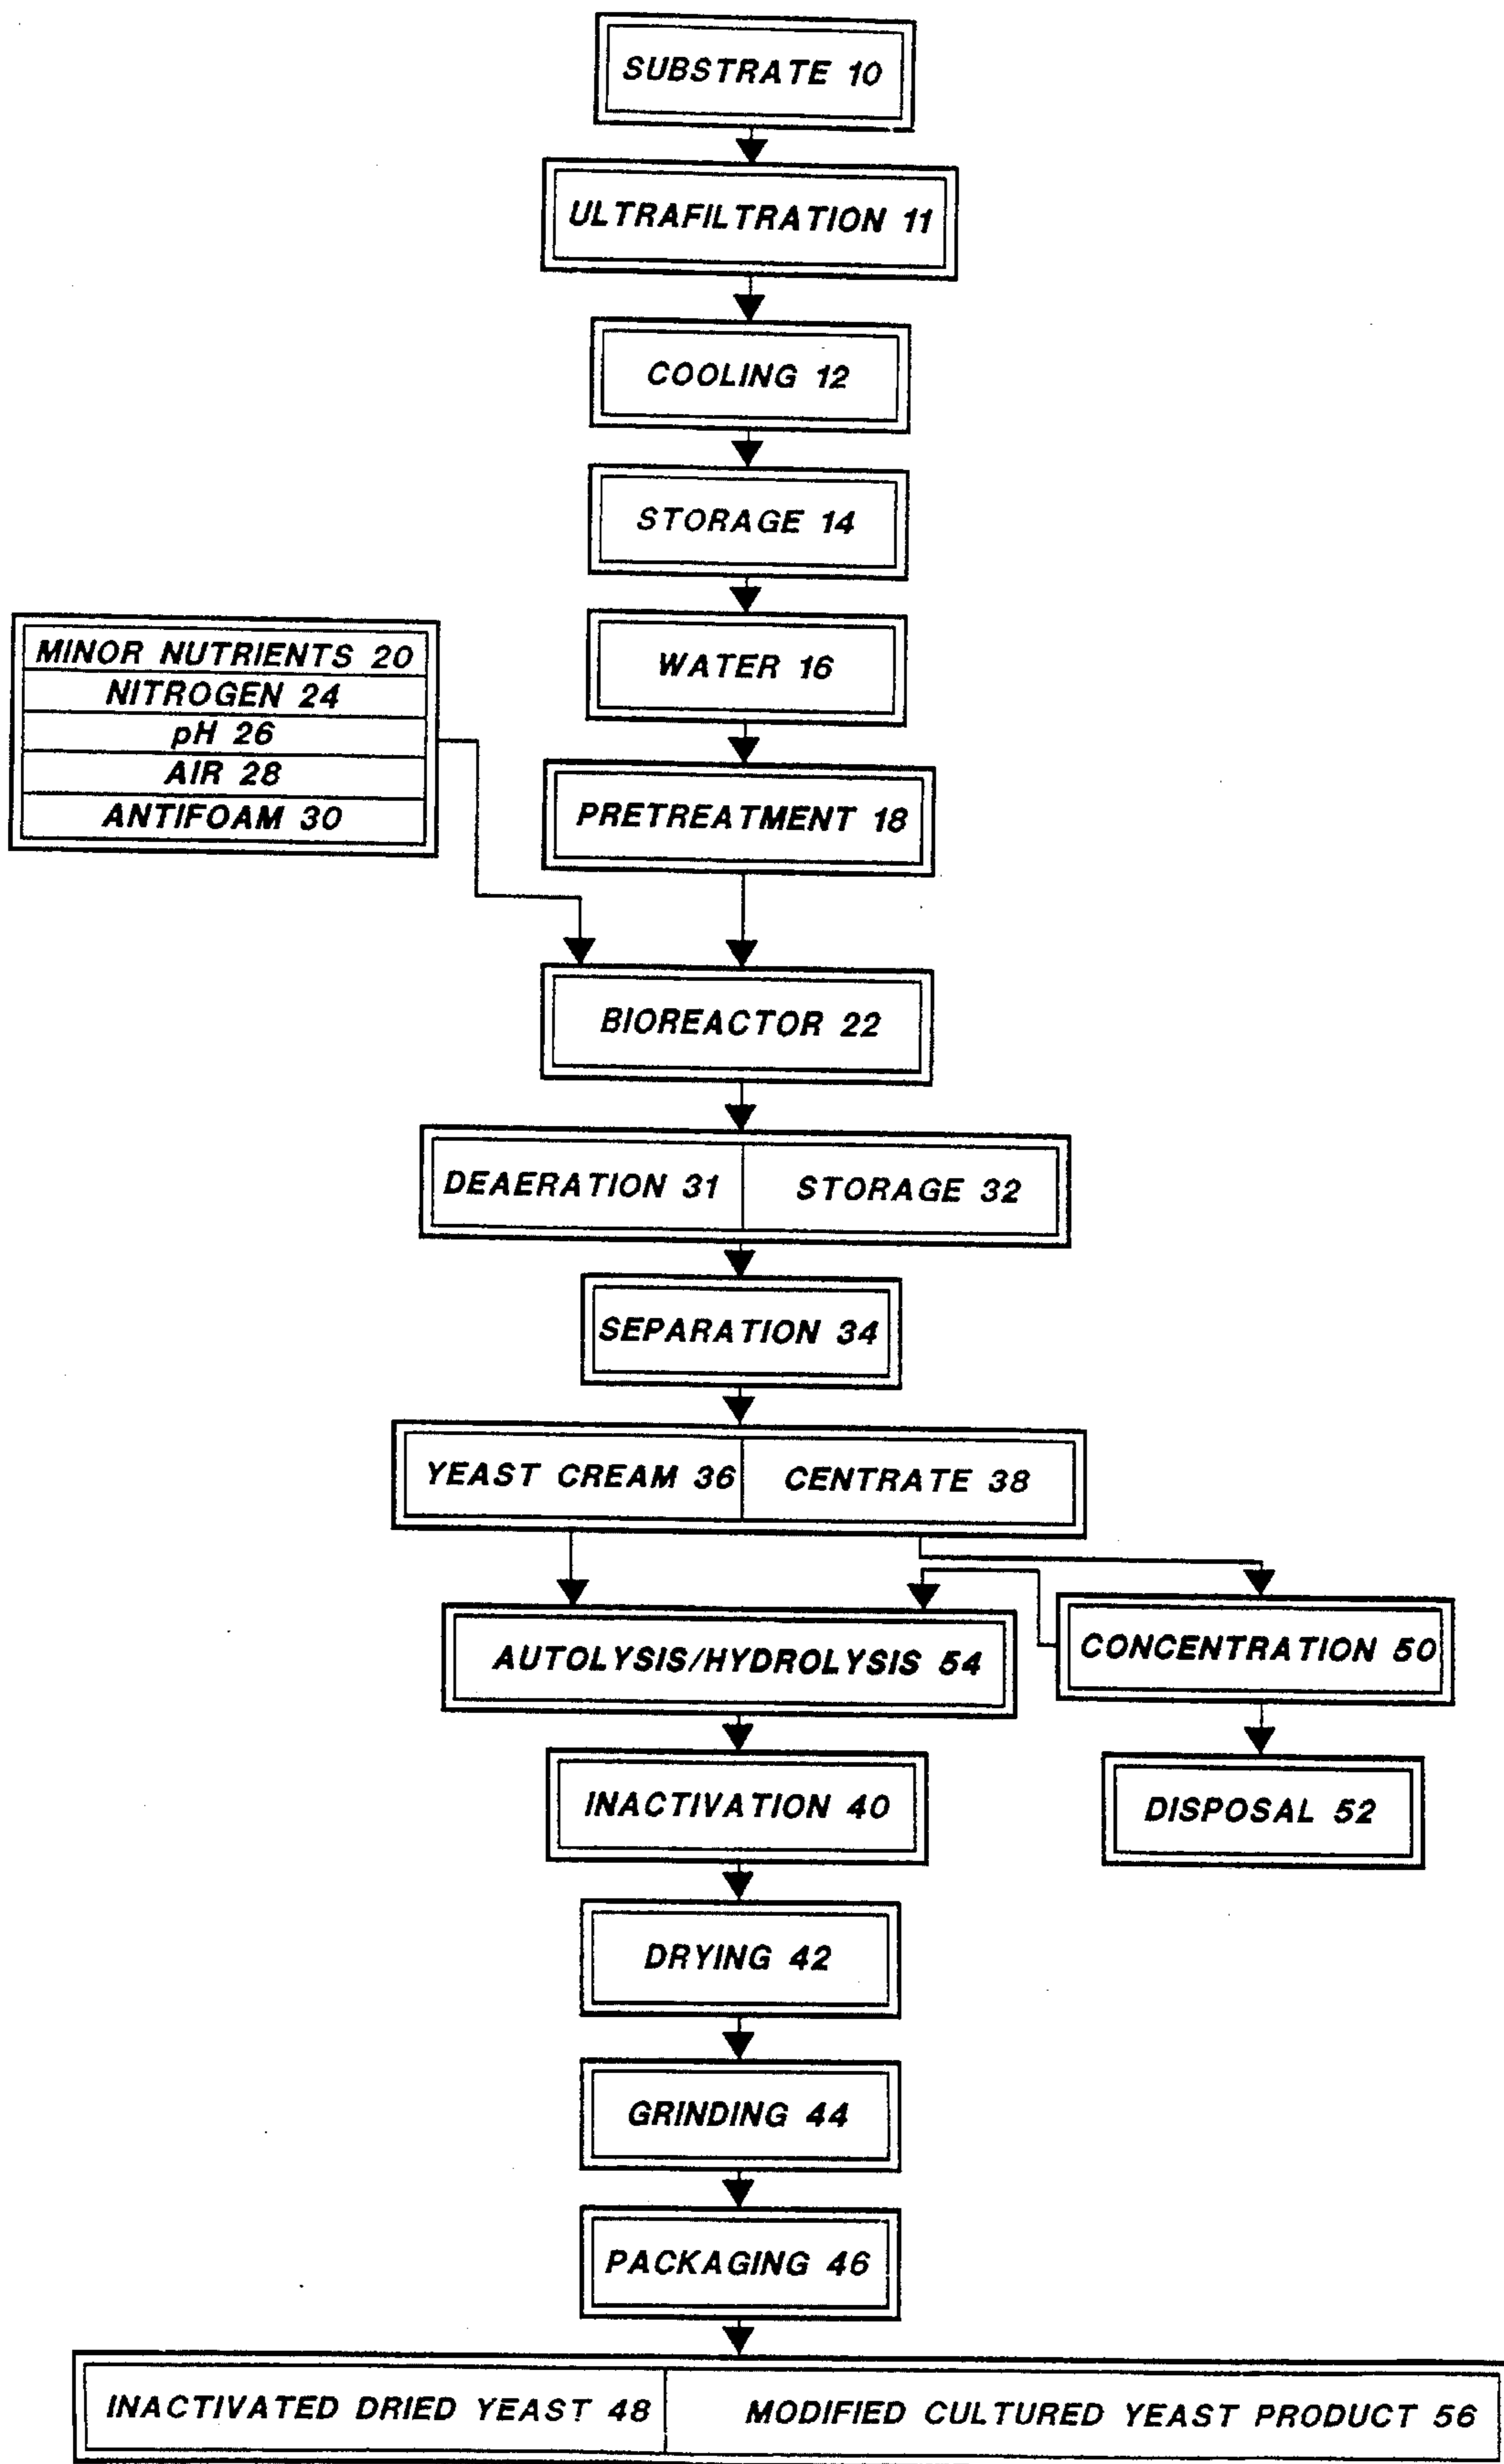 SUBSTRATE 10
ULTRAFILTRATION 11
COOLING 12
STORAGE 14
WATER 16
MINOR NUTRIENTS 20
NITROGEN 24
pH 26
AIR 28
ANTIFOAM 30
PRETREATMENT 18
BIOREACTOR 22
DEAERATION 31
STORAGE 32
SEPARATION 34
YEAST CREAM 36
CENTRATE 38
AUTOLYSIS/HYDROLYSIS 54
CONCENTRATION 50
INACTIVATION 40
DISPOSAL 52
DRYING 42
GRINDING 44
PACKAGING 46
INACTIVATED DRIED YEAST 48
MODIFIED CULTURED YEAST PRODUCT 56